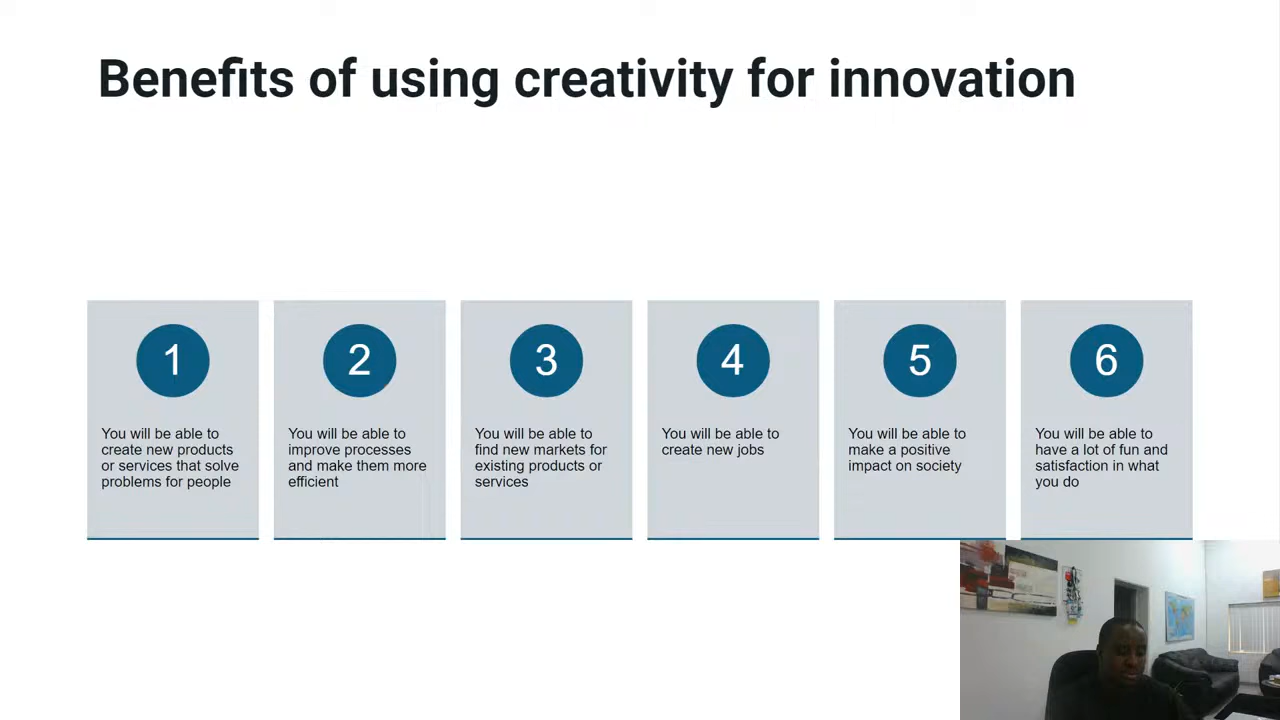 Benefits of using creativity for innovation
1
You will be able to
create new products
or services that solve
problems for people
2
You will be able to
improve processes
and make them more
efficient
3
You will be able to
find new markets for
existing products or
services
4
You will be able to
create new jobs
5
You will be able to
make a positive
impact on society
6
You will be able to
have a lot of fun and
satisfaction in what
you do